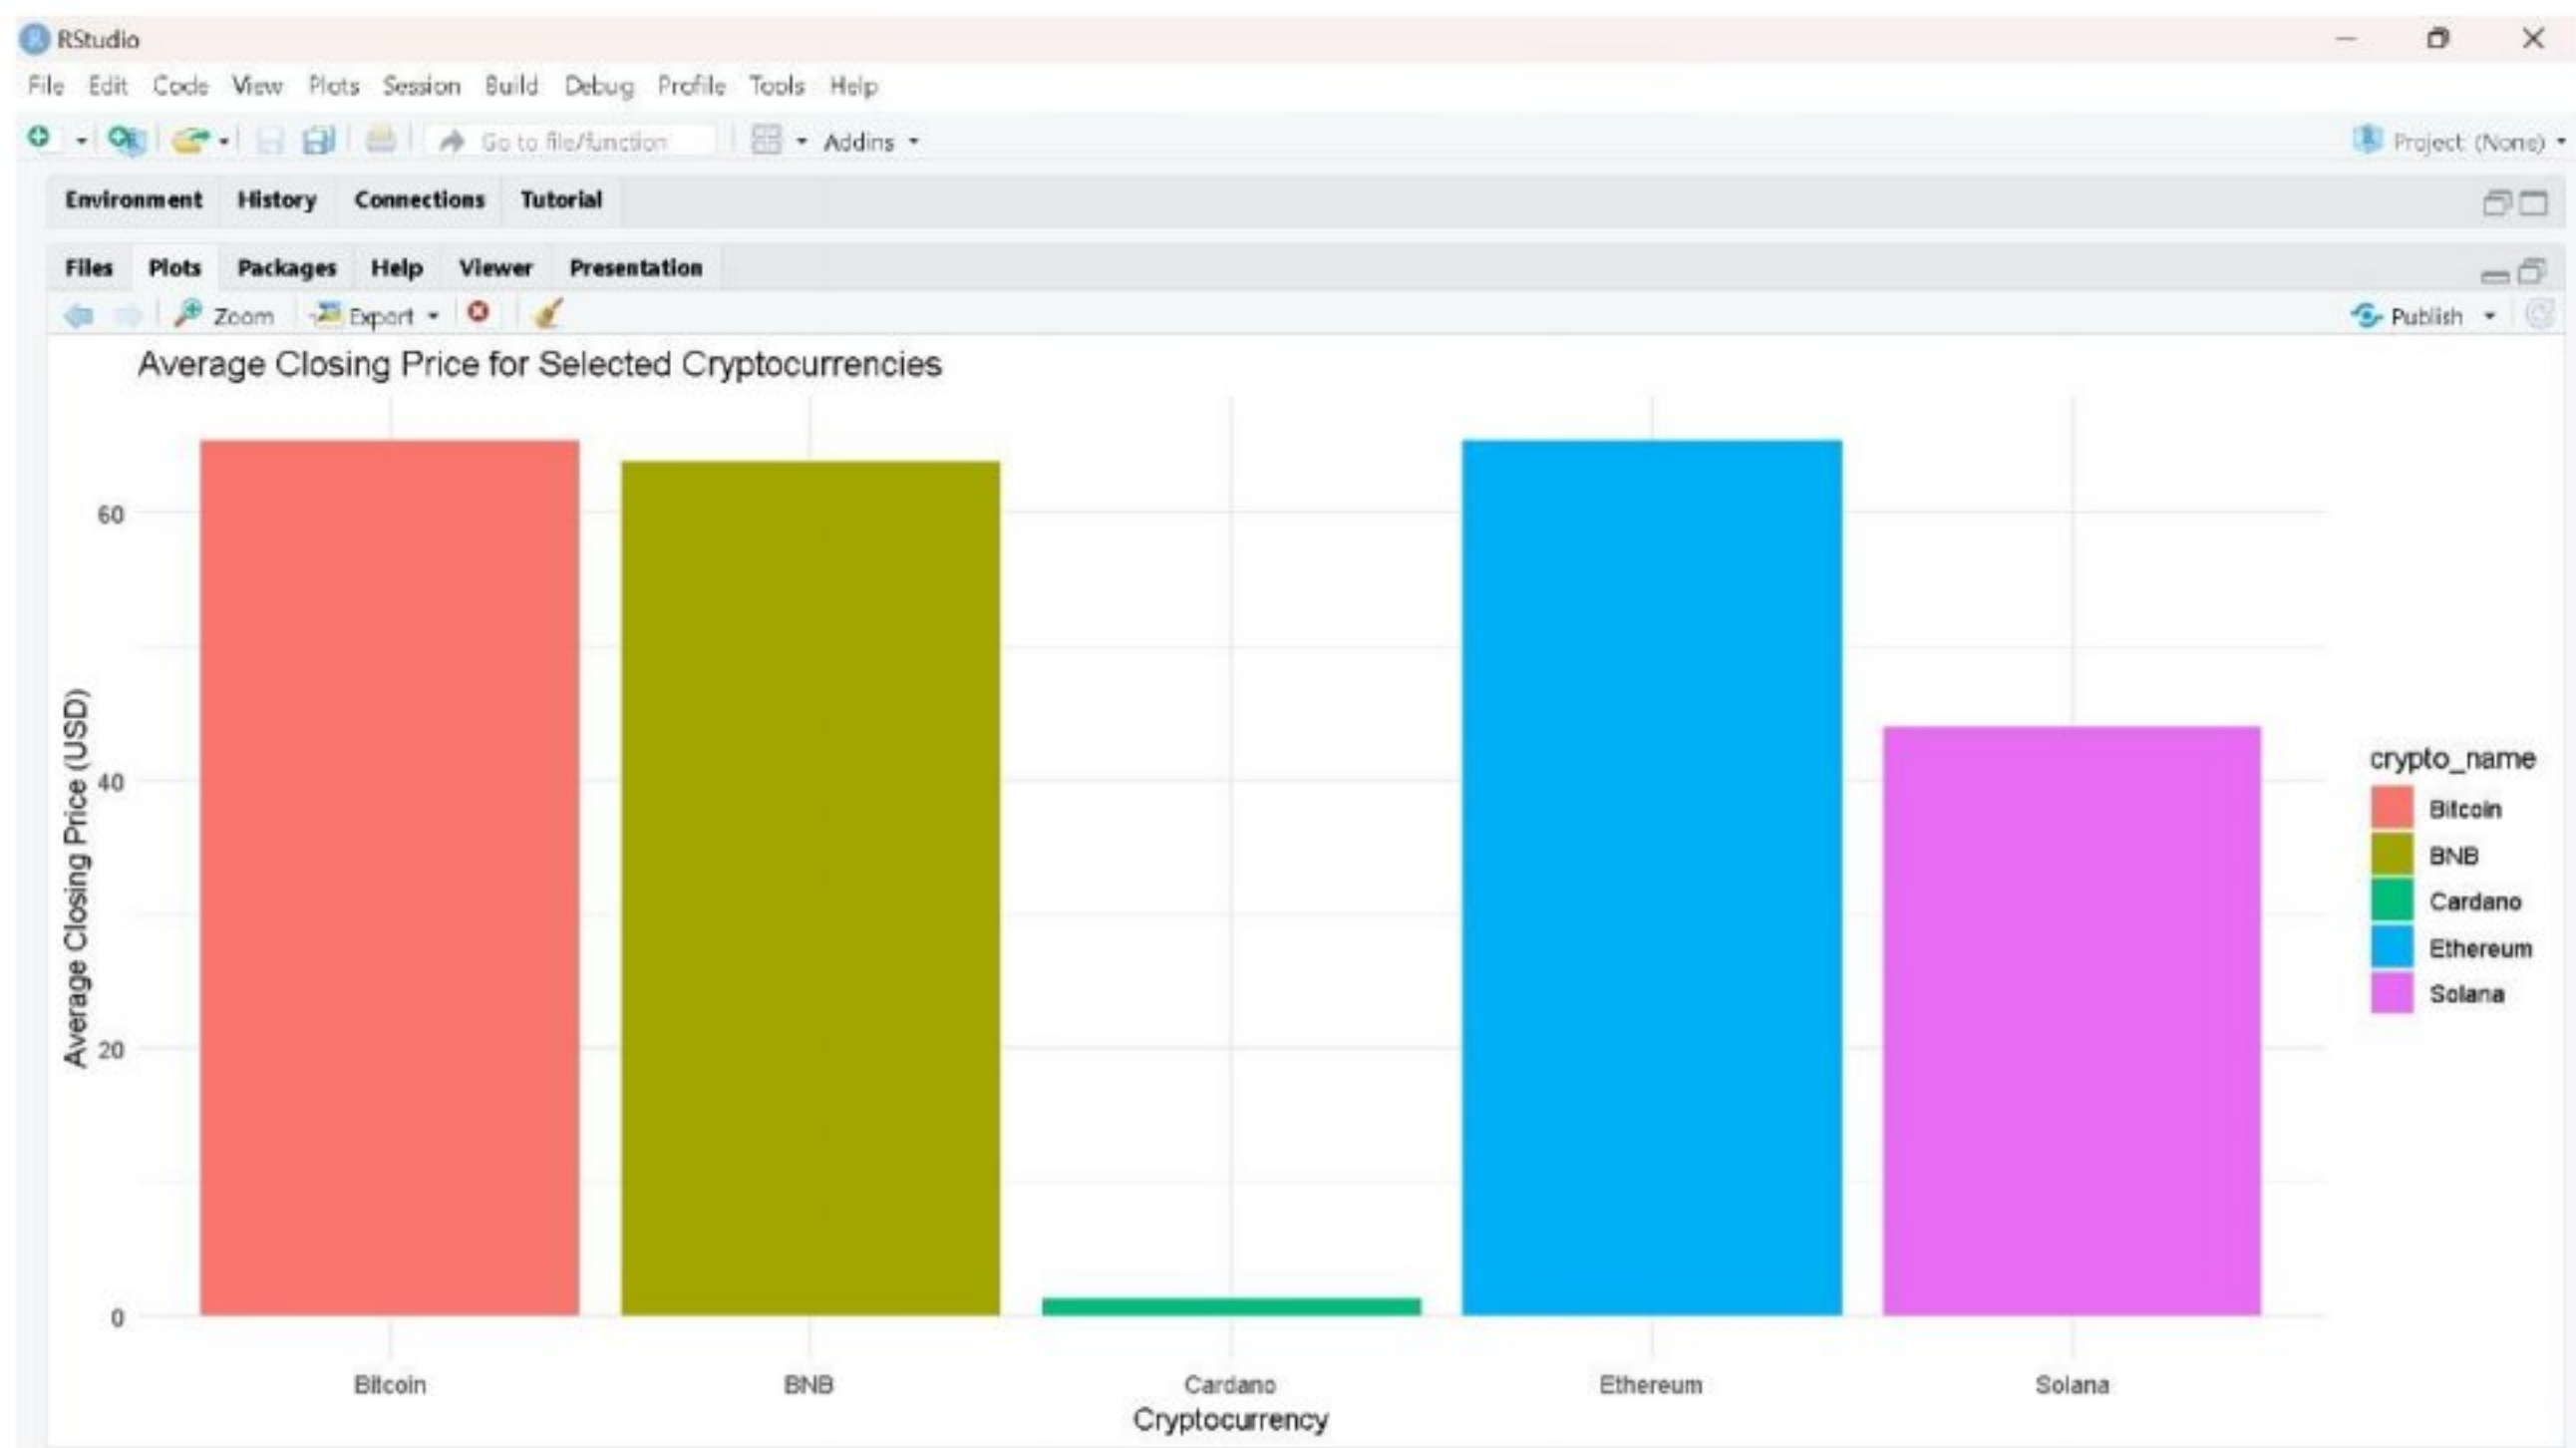 RStudio
File Edit Code View Plots Session Build Debug Profile Tools Help
Go to file/function Addins Project: (None)
Environment History Connections Tutorial
Files Plots Packages Help Viewer Presentation
Zoom Export Publish
Average Closing Price for Selected Cryptocurrencies
Average Closing Price (USD)
60
40
20
0
Bitcoin BNB Cardano Ethereum Solana
Cryptocurrency
crypto_name
Bitcoin
BNB
Cardano
Ethereum
Solana